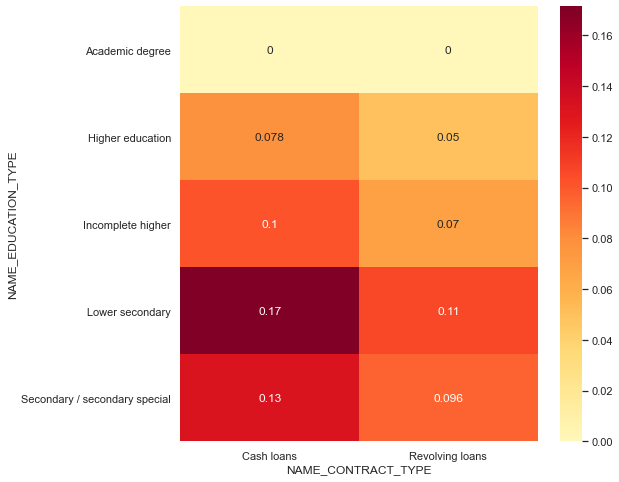 Academic degree 0 0
Higher education 0.078 0.05
Incomplete higher 0.1 0.07
Lower secondary 0.17 0.11
Secondary / secondary special 0.13 0.096
Cash loans Revolving loans
NAME_CONTRACT_TYPE
NAME_EDUCATION_TYPE
0.16
0.14
0.12
0.10
0.08
0.06
0.04
0.02
0.00